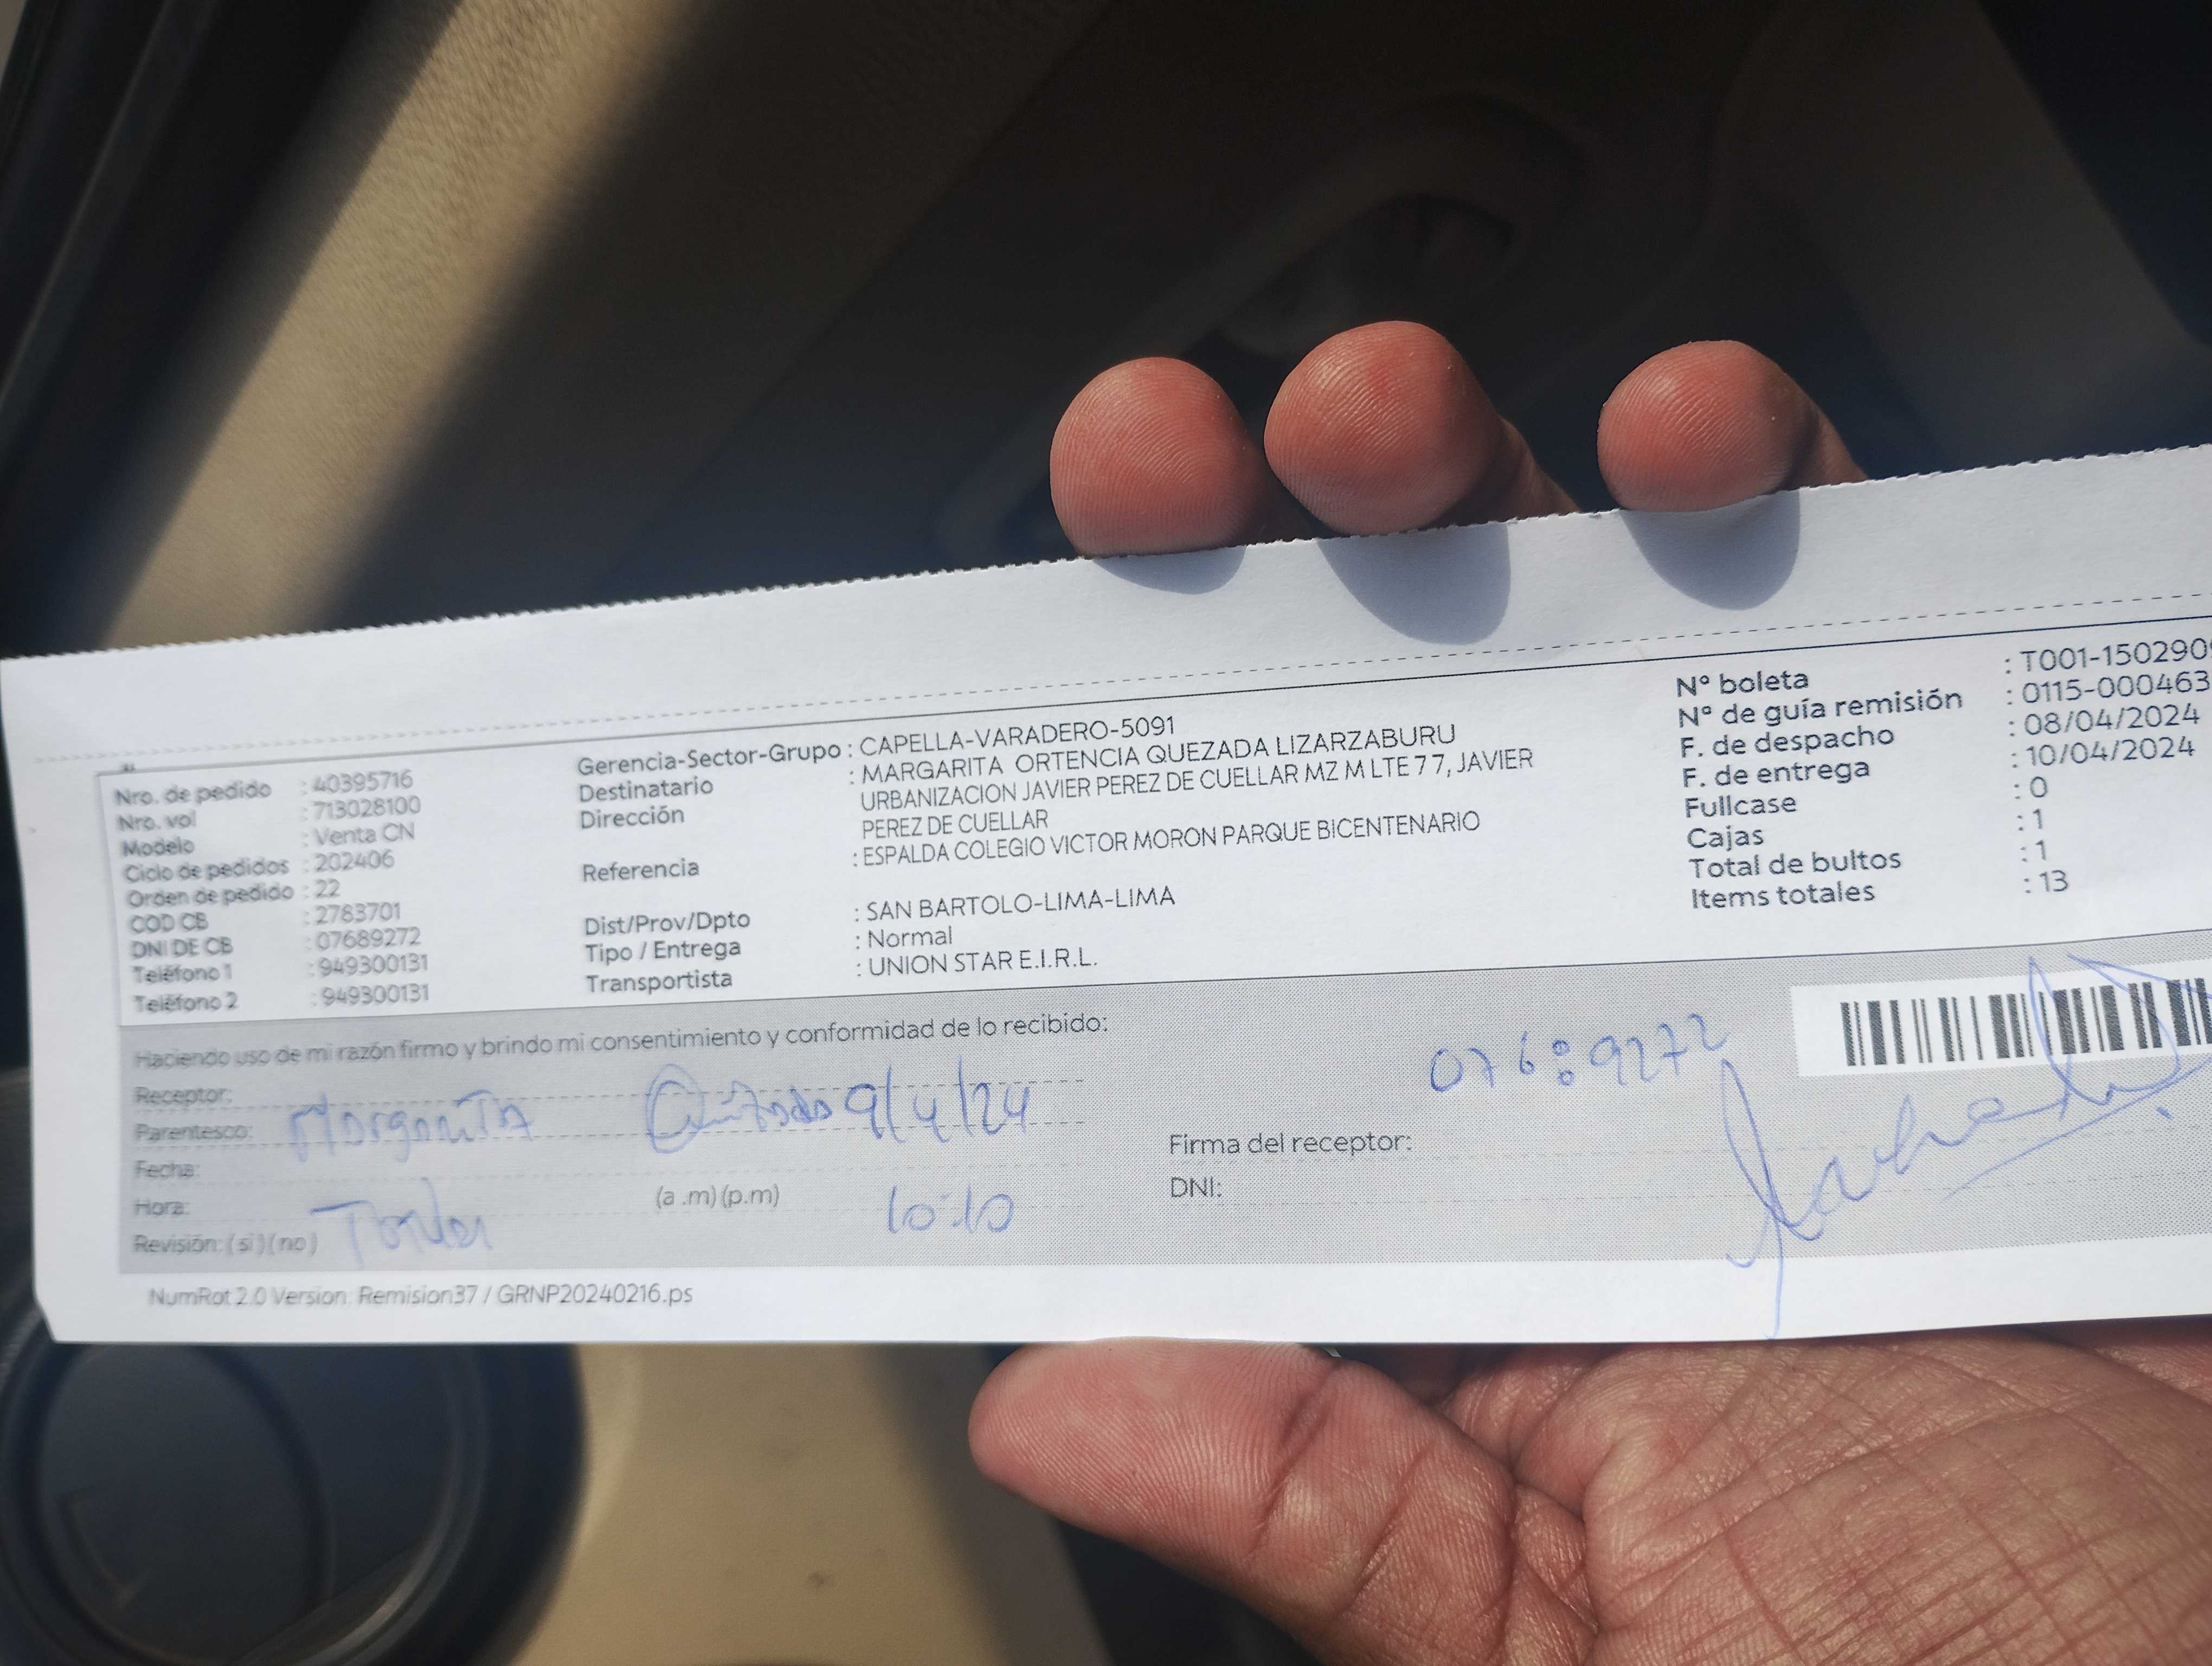 Nro. de pedido : 40395716
Nro. vol : 713028100
Modelo : Venta CN
Ciclo de pedidos : 202406
Orden de pedido : 22
COD CB : 2783701
DNI DE CB : 07689272
Teléfono 1 : 949300131
Teléfono 2 : 949300131
Gerencia-Sector-Grupo : CAPELLA-VARADERO-5091
Destinatario : MARGARITA ORTENCIA QUEZADA LIZARZABURU
Dirección URBANIZACION JAVIER PEREZ DE CUELLAR MZ M LTE 7 7, JAVIER
PEREZ DE CUELLAR
Referencia : ESPALDA COLEGIO VICTOR MORON PARQUE BICENTENARIO
Dist/Prov/Dpto : SAN BARTOLO-LIMA-LIMA
Tipo / Entrega : Normal
Transportista : UNION STAR E.I.R.L.
Nº boleta : T001-150290
Nº de guía remisión : 0115-000463
F. de despacho : 08/04/2024
F. de entrega : 10/04/2024
Fullcase : 0
Cajas : 1
Total de bultos : 1
Items totales : 13
Haciendo uso de mi razón firmo y brindo mi consentimiento y conformidad de lo recibido:
Receptor:
Parentesco: Margarita 9/4/24
Fecha:
Hora: (a .m) (p.m) 10:10
Revisión: (si) (no)
07689272
Firma del receptor:
DNI:
NumRot 2.0 Version: Remision37 / GRNP20240216.ps